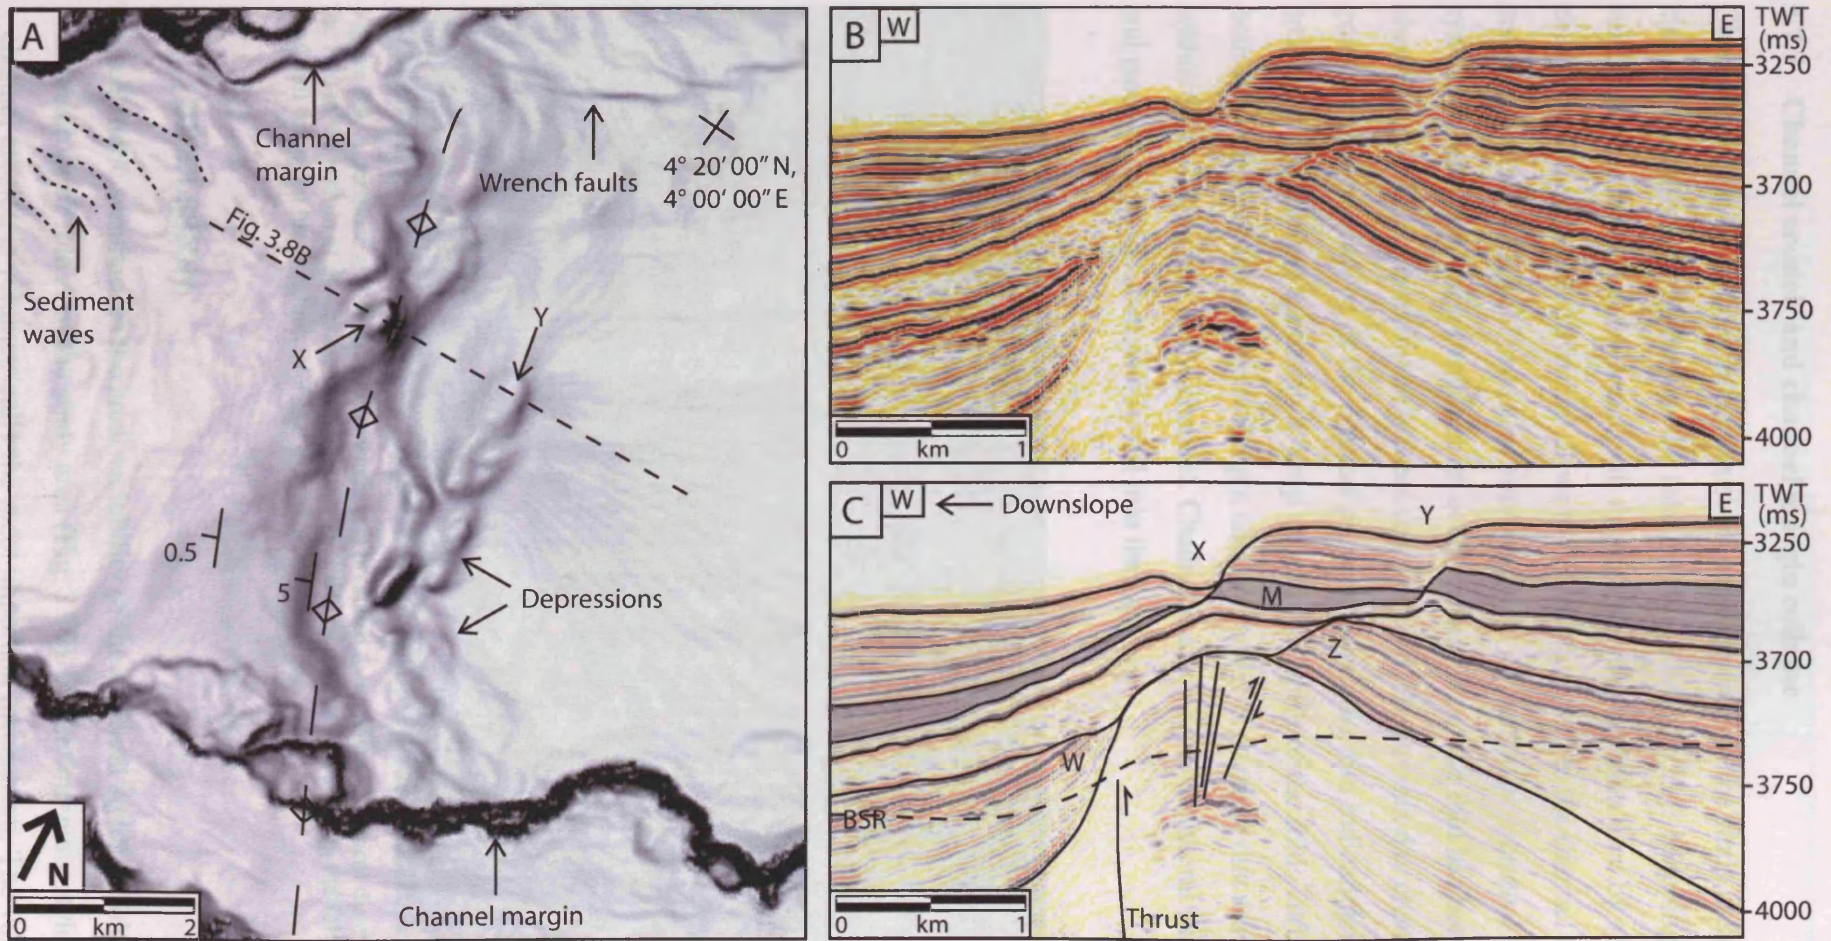 A
Channel
margin
Wrench faults
4° 20′ 00″ N,
4° 00′ 00″ E
Fig. 3.8B
Sediment
waves
X
Y
0.5
5
Depressions
Channel margin
N
0 km 2
B
W
E
TWT
(ms)
3250
3700
3750
4000
0 km 1
C
W
← Downslope
E
TWT
(ms)
X
Y
3250
M
Z
3700
W
3750
BSR
0 km 1
Thrust
4000